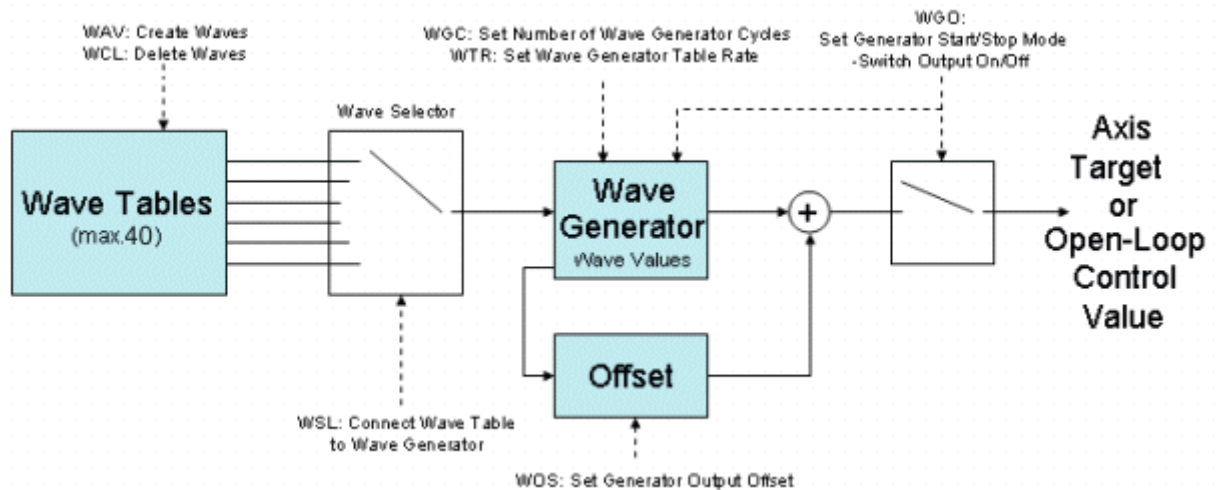 WAV: Create Waves
WCL: Delete Waves
WGC: Set Number of Wave Generator Cycles
WTR: Set Wave Generator Table Rate
WGO:
Set Generator Start/Stop Mode
-Switch Output On/Off
Wave Selector
Wave Tables
(max.40)
Wave
Generator
Wave Values
+
Axis
Target
or
Open-Loop
Control
Value
Offset
WSL: Connect Wave Table
to Wave Generator
WOS: Set Generator Output Offset